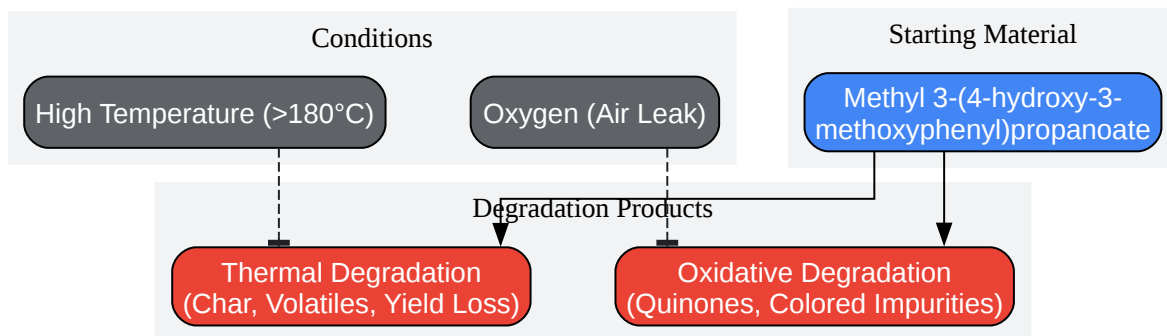 Conditions
Starting Material
High Temperature (>180°C)
Oxygen (Air Leak)
Methyl 3-(4-hydroxy-3-
methoxyphenyl)propanoate
Degradation Products
Thermal Degradation
(Char, Volatiles, Yield Loss)
Oxidative Degradation
(Quinones, Colored Impurities)